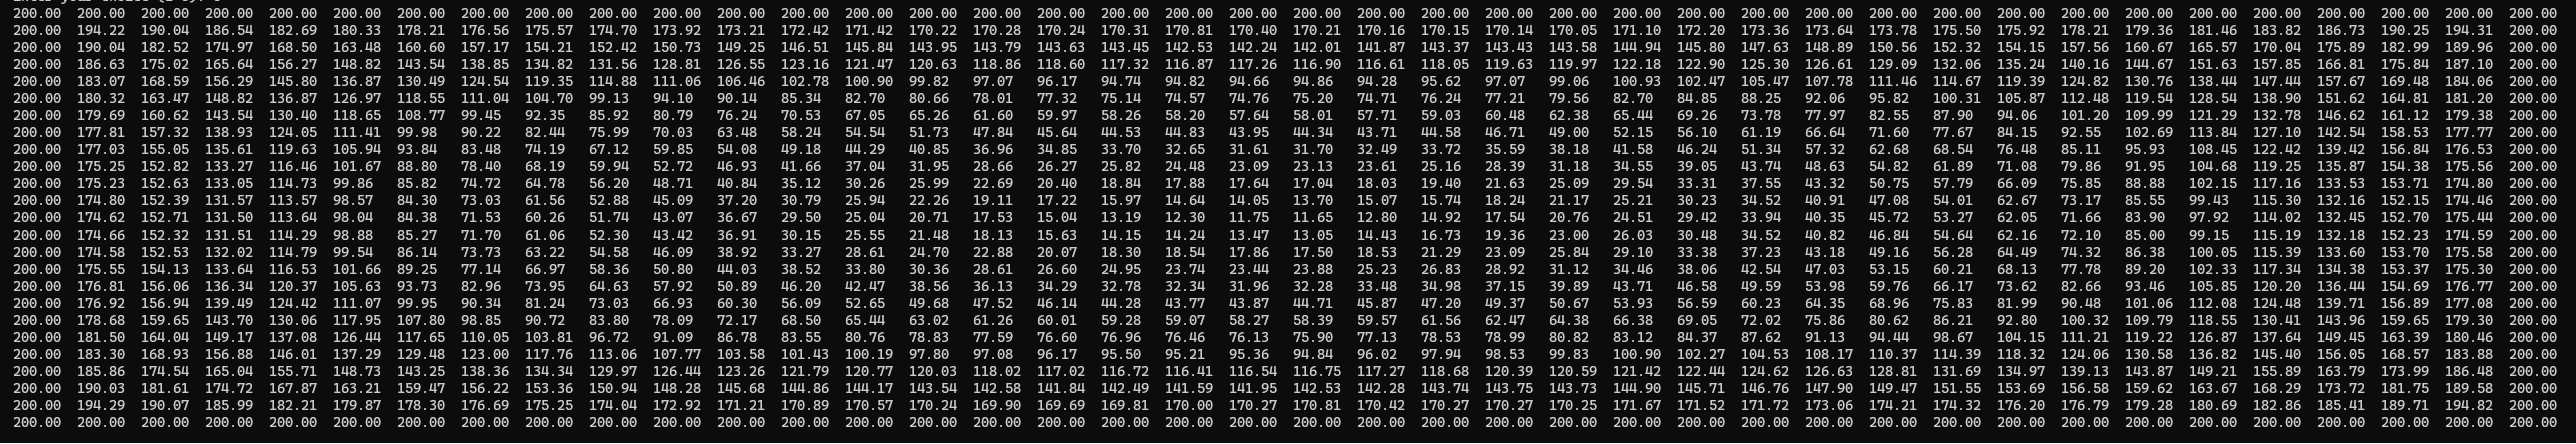 200.00 200.00 200.00 200.00 200.00 200.00 200.00 200.00 200.00 200.00 200.00 200.00 200.00 200.00 200.00 200.00 200.00 200.00 200.00 200.00 200.00 200.00 200.00 200.00 200.00 200.00 200.00 200.00 200.00 200.00 200.00 200.00 200.00 200.00 200.00 200.00 200.00 200.00 200.00 200.00
200.00 194.22 190.04 186.54 182.69 180.33 178.21 176.56 175.57 174.70 173.92 173.21 172.42 171.42 170.22 170.28 170.24 170.31 170.81 170.40 170.21 170.16 170.15 170.14 170.05 171.10 172.20 173.36 173.64 173.78 175.50 175.92 178.21 179.36 181.46 183.82 186.73 190.25 194.31 200.00
200.00 190.04 182.52 174.97 168.50 163.48 160.60 157.17 154.21 152.42 150.73 149.25 146.51 145.84 143.95 143.79 143.63 143.45 142.53 142.24 142.01 141.87 143.37 143.43 143.58 144.94 145.80 147.63 148.89 150.56 152.32 154.15 157.56 160.67 165.57 170.04 175.89 182.99 189.96 200.00
200.00 186.63 175.02 165.64 156.27 148.82 143.54 138.85 134.82 131.56 128.81 126.55 123.16 121.47 120.63 118.86 118.60 117.32 116.87 117.26 116.90 116.61 118.05 119.63 119.97 122.18 122.90 125.30 126.61 129.09 132.06 135.24 140.16 144.67 151.63 157.85 166.81 175.84 187.10 200.00
200.00 183.07 168.59 156.29 145.80 136.87 130.49 124.54 119.35 114.88 111.06 106.46 102.78 100.90 99.82 97.07 96.17 94.74 94.82 94.66 94.86 94.28 95.62 97.07 99.06 100.93 102.47 105.47 107.78 111.46 114.67 119.39 124.82 130.76 138.44 147.44 157.67 169.48 184.06 200.00
200.00 180.32 163.47 148.82 136.87 126.97 118.55 111.04 104.70 99.13 94.10 90.14 85.34 82.70 80.66 78.01 77.32 75.14 74.57 74.76 75.20 74.71 76.24 77.21 79.56 82.70 84.85 88.25 92.06 95.82 100.31 105.87 112.48 119.54 128.54 138.90 151.62 164.81 181.20 200.00
200.00 179.69 160.62 143.54 130.40 118.65 108.77 99.45 92.35 85.92 80.79 76.24 70.53 67.05 65.26 61.60 59.97 58.26 58.20 57.64 58.01 57.71 59.03 60.48 62.38 65.44 69.26 73.78 77.97 82.55 87.90 94.06 101.20 109.99 121.29 132.78 146.62 161.12 179.38 200.00
200.00 177.81 157.32 138.93 124.05 111.41 99.98 90.22 82.44 75.99 70.03 63.48 58.24 54.54 51.73 47.84 45.64 44.53 44.83 43.95 44.34 43.71 44.58 46.71 49.00 52.15 56.10 61.19 66.64 71.60 77.67 84.15 92.55 102.69 113.84 127.10 142.54 158.53 177.77 200.00
200.00 177.03 155.05 135.61 119.63 105.94 93.84 83.48 74.19 67.12 59.85 54.08 49.18 44.29 40.85 36.96 34.85 33.70 32.65 31.61 31.70 32.49 33.72 35.59 38.18 41.58 46.24 51.34 57.32 62.68 68.54 76.48 85.11 95.93 108.45 122.42 139.42 156.84 176.53 200.00
200.00 175.25 152.82 133.27 116.46 101.67 88.80 78.40 68.19 59.94 52.72 46.93 41.66 37.04 31.95 28.66 26.27 25.82 24.48 23.09 23.13 23.61 25.16 28.39 31.18 34.55 39.05 43.74 48.63 54.82 61.89 71.08 79.86 91.95 104.68 119.25 135.87 154.38 175.56 200.00
200.00 175.23 152.63 133.05 114.73 99.86 85.82 74.72 64.78 56.20 48.71 40.84 35.12 30.26 25.99 22.69 20.40 18.84 17.88 17.64 17.04 18.03 19.40 21.63 25.09 29.54 33.31 37.55 43.32 50.75 57.79 66.09 75.85 88.88 102.15 117.16 133.53 153.71 174.80 200.00
200.00 174.80 152.39 131.57 113.57 98.57 84.30 73.03 61.56 52.88 45.09 37.20 30.79 25.94 22.26 19.11 17.22 15.97 14.64 14.05 13.70 15.07 15.74 18.24 21.17 25.21 30.23 34.52 40.91 47.08 54.01 62.67 73.17 85.55 99.43 115.30 132.16 152.15 174.46 200.00
200.00 174.62 152.71 131.50 113.64 98.04 84.38 71.53 60.26 51.74 43.07 36.67 29.50 25.04 20.71 17.53 15.04 13.19 12.30 11.75 11.65 12.80 14.92 17.54 20.76 24.51 29.42 33.94 40.35 45.72 53.27 62.05 71.66 83.90 97.92 114.02 132.45 152.70 175.44 200.00
200.00 174.66 152.32 131.51 114.29 98.88 85.27 71.70 61.06 52.30 43.42 36.91 30.15 25.55 21.48 18.13 15.63 14.15 14.24 13.47 13.05 14.43 16.73 19.36 23.00 26.03 30.48 34.52 40.82 46.84 54.64 62.16 72.10 85.00 99.15 115.19 132.18 152.23 174.59 200.00
200.00 174.58 152.53 132.02 114.79 99.54 86.14 73.73 63.22 54.58 46.09 38.92 33.27 28.61 24.70 22.88 20.07 18.30 18.54 17.86 17.50 18.53 21.29 23.09 25.84 29.10 33.38 37.23 43.18 49.16 56.28 64.49 74.32 86.38 100.05 115.39 133.60 153.70 175.58 200.00
200.00 175.55 154.13 133.64 116.53 101.66 89.25 77.14 66.97 58.36 50.80 44.03 38.52 33.80 30.36 28.61 26.60 24.95 23.74 23.44 23.88 25.23 26.83 28.92 31.12 34.46 38.06 42.54 47.03 53.15 60.21 68.13 77.78 89.20 102.33 117.34 134.38 153.37 175.30 200.00
200.00 176.81 156.06 136.34 120.37 105.63 93.73 82.96 73.95 64.63 57.92 50.89 46.20 42.47 38.56 36.13 34.29 32.78 32.34 31.96 32.28 33.48 34.98 37.15 39.89 43.71 46.58 49.59 53.98 59.76 66.17 73.62 82.66 93.46 105.85 120.20 136.44 154.69 176.77 200.00
200.00 176.92 156.94 139.49 124.42 111.07 99.95 90.34 81.24 73.03 66.93 60.30 56.09 52.65 49.68 47.52 46.14 44.28 43.77 43.87 44.71 45.87 47.20 49.37 50.67 53.93 56.59 60.23 64.35 68.96 75.83 81.99 90.48 101.06 112.08 124.48 139.71 156.89 177.08 200.00
200.00 178.68 159.65 143.70 130.06 117.95 107.80 98.85 90.72 83.80 78.09 72.17 68.50 65.44 63.02 61.26 60.01 59.28 59.07 58.27 58.39 59.57 61.56 62.47 64.38 66.38 69.05 72.02 75.86 80.62 86.21 92.80 100.32 109.79 118.55 130.41 143.96 159.65 179.30 200.00
200.00 181.50 164.04 149.17 137.08 126.44 117.65 110.05 103.81 96.72 91.09 86.78 83.55 80.76 78.83 77.59 76.60 76.96 76.46 76.13 75.90 77.13 78.53 78.99 80.82 83.12 84.37 87.62 91.13 94.44 98.67 104.15 111.21 119.22 126.87 137.64 149.45 163.39 180.46 200.00
200.00 183.30 168.93 156.88 146.01 137.29 129.48 123.00 117.76 113.06 107.77 103.58 101.43 100.19 97.80 97.08 96.17 95.50 95.21 95.36 94.84 96.02 97.94 98.53 99.83 100.90 102.27 104.53 108.17 110.37 114.39 118.32 124.06 130.58 136.82 145.40 156.05 168.57 183.88 200.00
200.00 185.86 174.54 165.04 155.71 148.73 143.25 138.36 134.34 129.97 126.44 123.26 121.79 120.77 120.03 118.02 117.02 116.72 116.41 116.54 116.75 117.27 118.68 120.39 120.59 121.42 122.44 124.62 126.63 128.81 131.69 134.97 139.13 143.87 149.21 155.89 163.79 173.99 186.48 200.00
200.00 190.03 181.61 174.72 167.87 163.21 159.47 156.22 153.36 150.94 148.28 145.68 144.86 144.17 143.54 142.58 141.84 142.49 141.59 141.95 142.53 142.28 143.74 143.75 143.73 144.90 145.71 146.76 147.90 149.47 151.55 153.69 156.58 159.62 163.67 168.29 173.72 181.75 189.58 200.00
200.00 194.29 190.07 185.99 182.21 179.87 178.30 176.69 175.25 174.04 172.92 171.21 170.89 170.57 170.24 169.90 169.69 169.81 170.00 170.27 170.81 170.42 170.27 170.27 170.25 171.67 171.52 171.72 173.06 174.21 174.32 176.20 176.79 179.28 180.69 182.86 185.41 189.71 194.82 200.00
200.00 200.00 200.00 200.00 200.00 200.00 200.00 200.00 200.00 200.00 200.00 200.00 200.00 200.00 200.00 200.00 200.00 200.00 200.00 200.00 200.00 200.00 200.00 200.00 200.00 200.00 200.00 200.00 200.00 200.00 200.00 200.00 200.00 200.00 200.00 200.00 200.00 200.00 200.00 200.00